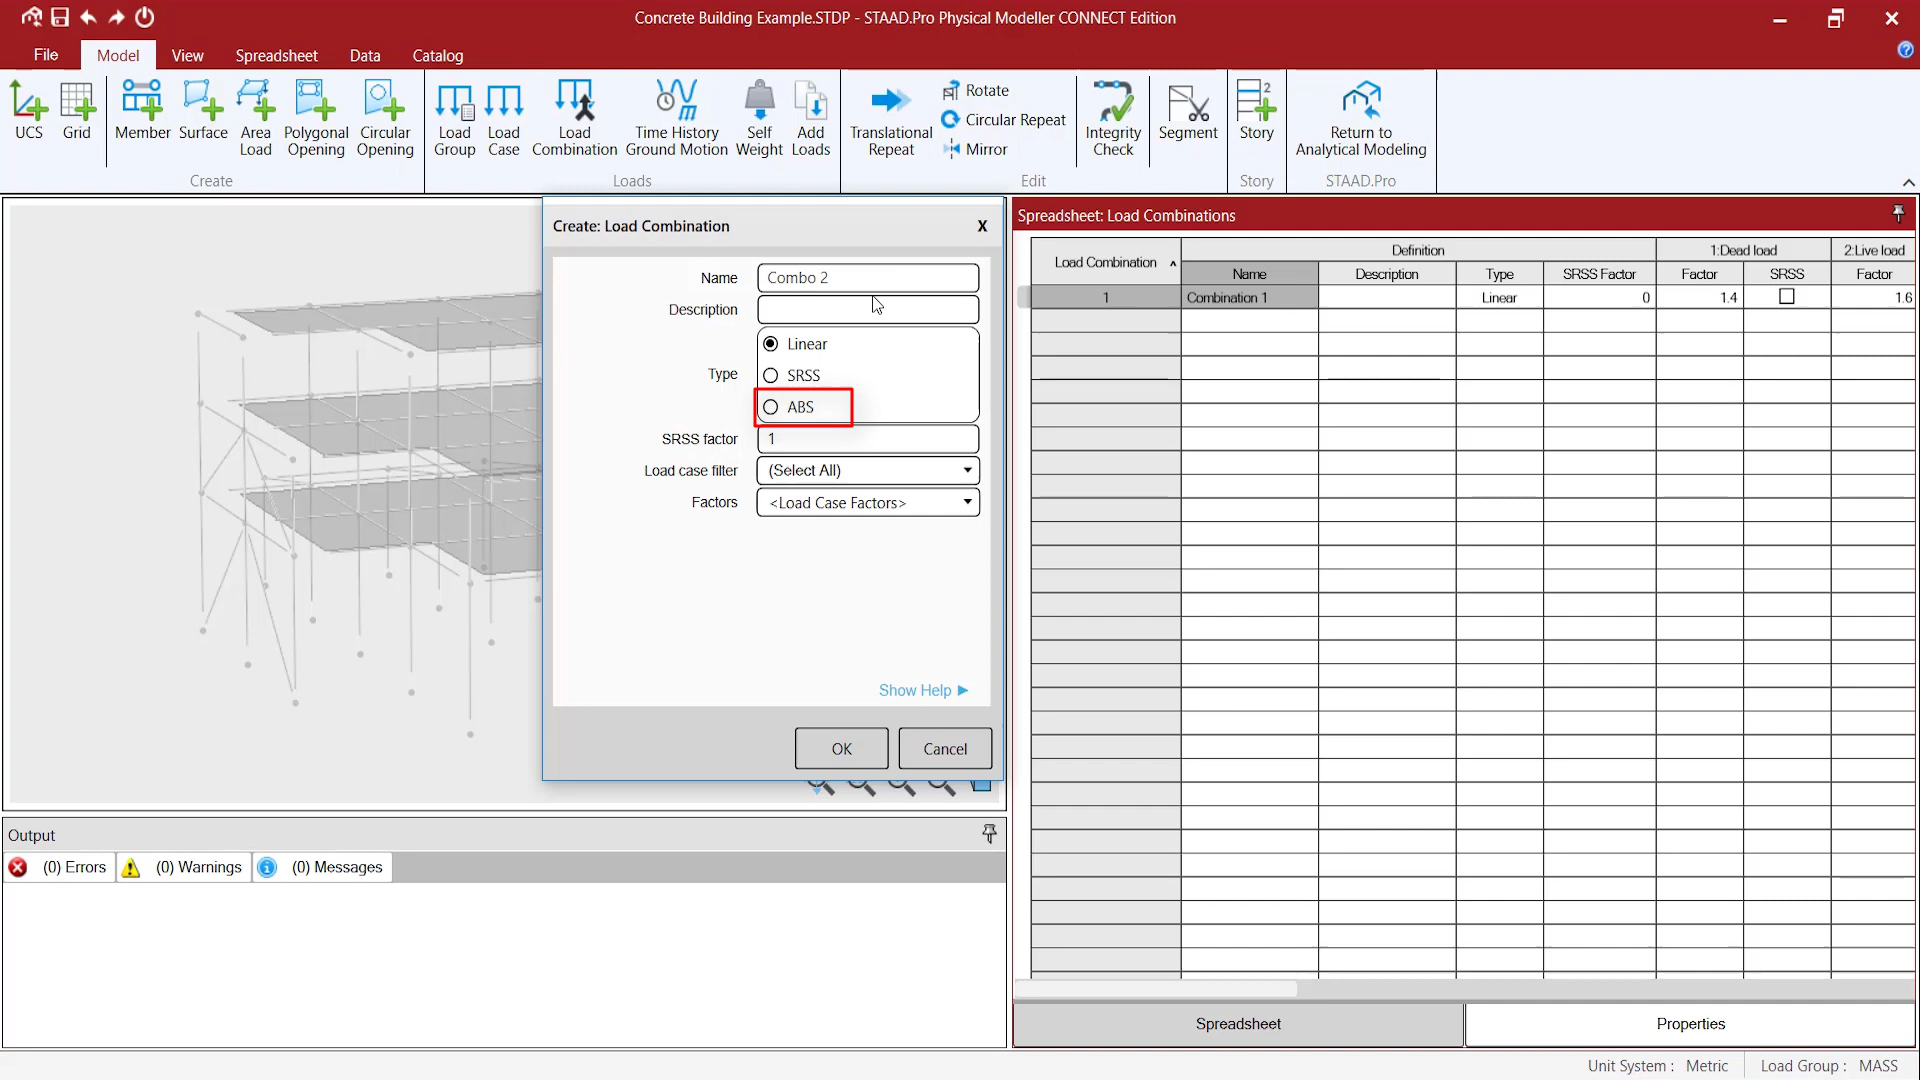 Concrete Building Example.STDP - STAAD.Pro Physical Modeller CONNECT Edition
File Model View Spreadsheet Data Catalog
UCS
Grid
Member
Surface
Area
Load
Polygonal
Opening
Circular
Opening
Create
Load
Group
Load
Case
Load
Combination
Time History
Ground Motion
Self
Weight
Add
Loads
Loads
Translational
Repeat
Rotate
Circular Repeat
Mirror
Integrity
Check
Segment
Edit
2
Story
Story
Return to
Analytical Modeling
STAAD.Pro
Create: Load Combination X
Name Combo 2
Description
Type
Linear
SRSS
ABS
SRSS factor 1
Load case filter (Select All)
Factors <Load Case Factors>
Show Help
OK Cancel
Spreadsheet: Load Combinations
Load Combination Definition 1:Dead load 2:Live load
Name Description Type SRSS Factor Factor SRSS Factor
1 Combination 1 Linear 0 1.4 1.6
Spreadsheet Properties
Output
(0) Errors (0) Warnings (0) Messages
Unit System : Metric Load Group : MASS